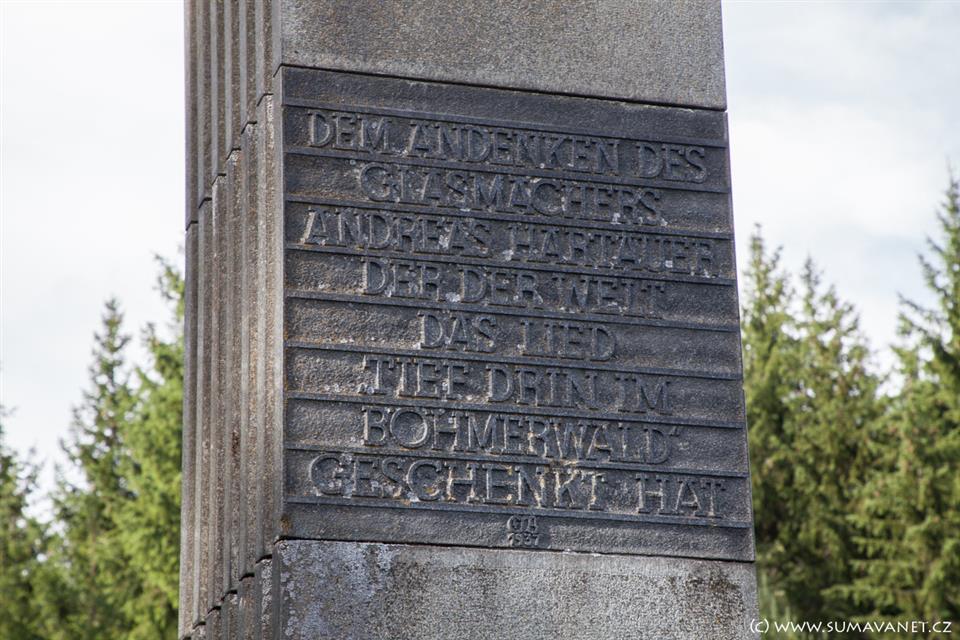 DEM ANDENKEN DES
GLASMACHERS
ANDREAS HARTAUER
DER DER WELT
DAS LIED
„TIEF DRIN IM
BÖHMERWALD“
GESCHENKT HAT
GA
1937
(C) WWW.SUMAVANET.CZ